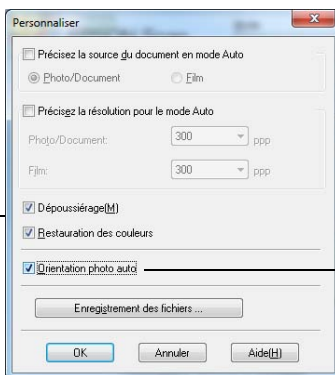 Personnaliser
Précisez la source du document en mode Auto
Photo/Document Film
Précisez la résolution pour le mode Auto
Photo/Document: 300 ppp
Film: 300 ppp
Dépoussiérage(M)
Restauration des couleurs
Orientation photo auto
Enregistrement des fichiers ...
OK Annuler Aide(H)